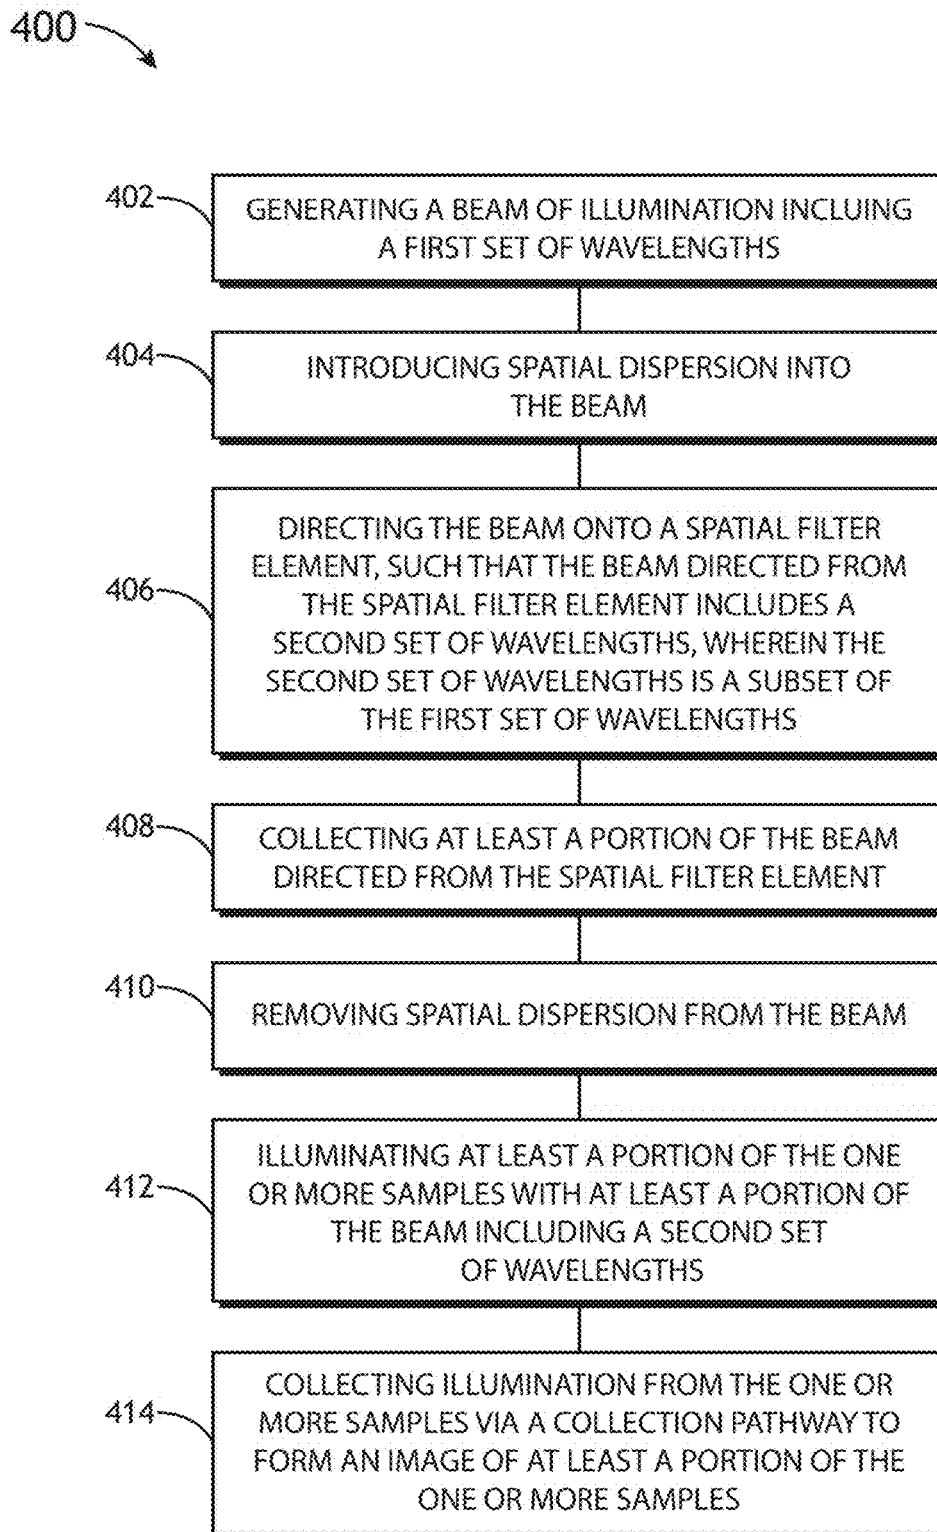 400
402
GENERATING A BEAM OF ILLUMINATION INCLUING
A FIRST SET OF WAVELENGTHS
404
INTRODUCING SPATIAL DISPERSION INTO
THE BEAM
406
DIRECTING THE BEAM ONTO A SPATIAL FILTER
ELEMENT, SUCH THAT THE BEAM DIRECTED FROM
THE SPATIAL FILTER ELEMENT INCLUDES A
SECOND SET OF WAVELENGTHS, WHEREIN THE
SECOND SET OF WAVELENGTHS IS A SUBSET OF
THE FIRST SET OF WAVELENGTHS
408
COLLECTING AT LEAST A PORTION OF THE BEAM
DIRECTED FROM THE SPATIAL FILTER ELEMENT
410
REMOVING SPATIAL DISPERSION FROM THE BEAM
412
ILLUMINATING AT LEAST A PORTION OF THE ONE
OR MORE SAMPLES WITH AT LEAST A PORTION OF
THE BEAM INCLUDING A SECOND SET
OF WAVELENGTHS
414
COLLECTING ILLUMINATION FROM THE ONE OR
MORE SAMPLES VIA A COLLECTION PATHWAY TO
FORM AN IMAGE OF AT LEAST A PORTION OF THE
ONE OR MORE SAMPLES